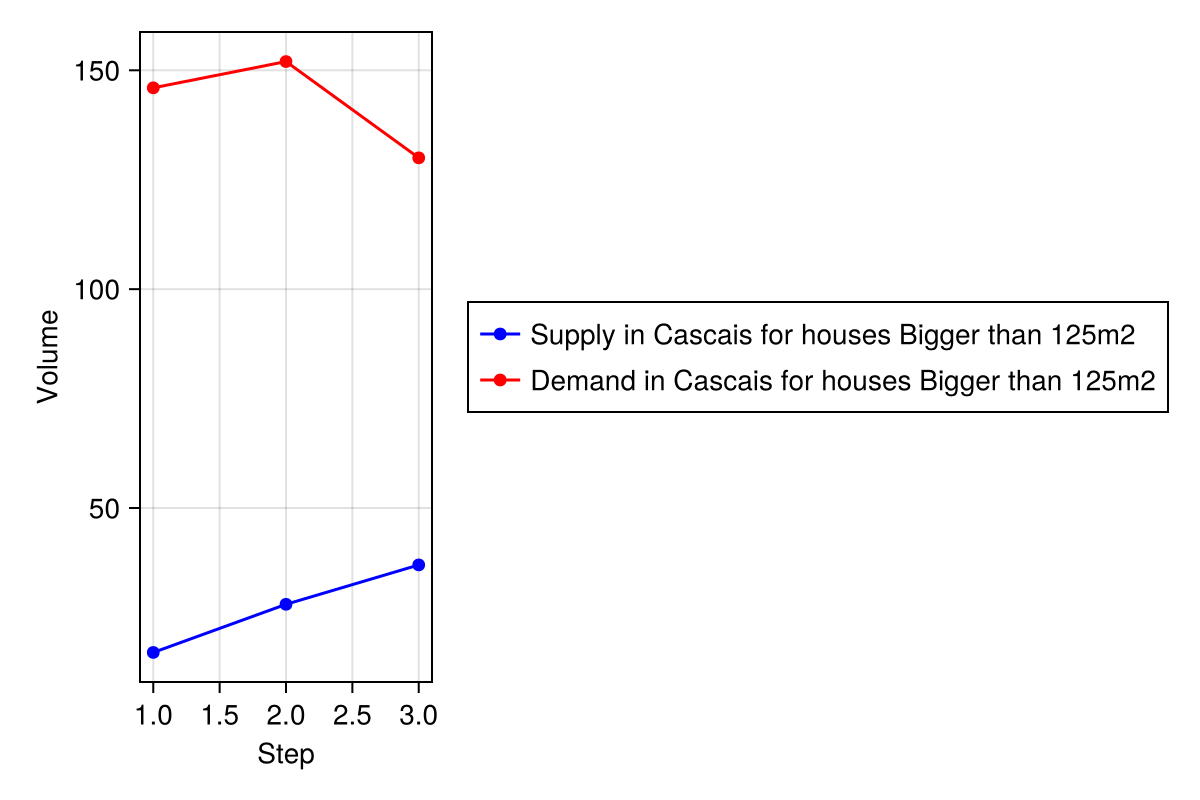 150
100
50
Volume
1.0 1.5 2.0 2.5 3.0
Step
Supply in Cascais for houses Bigger than 125m2
Demand in Cascais for houses Bigger than 125m2